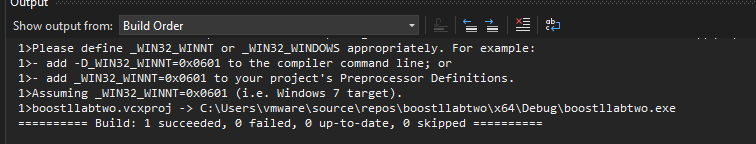 Output
Show output from: Build Order
1>Please define _WIN32_WINNT or _WIN32_WINDOWS appropriately. For example:
1>- add -D_WIN32_WINNT=0x0601 to the compiler command line; or
1>- add _WIN32_WINNT=0x0601 to your project's Preprocessor Definitions.
1>Assuming _WIN32_WINNT=0x0601 (i.e. Windows 7 target).
1>boostllabtwo.vcxproj -> C:\Users\vmware\source\repos\boostllabtwo\x64\Debug\boostllabtwo.exe
========== Build: 1 succeeded, 0 failed, 0 up-to-date, 0 skipped ==========